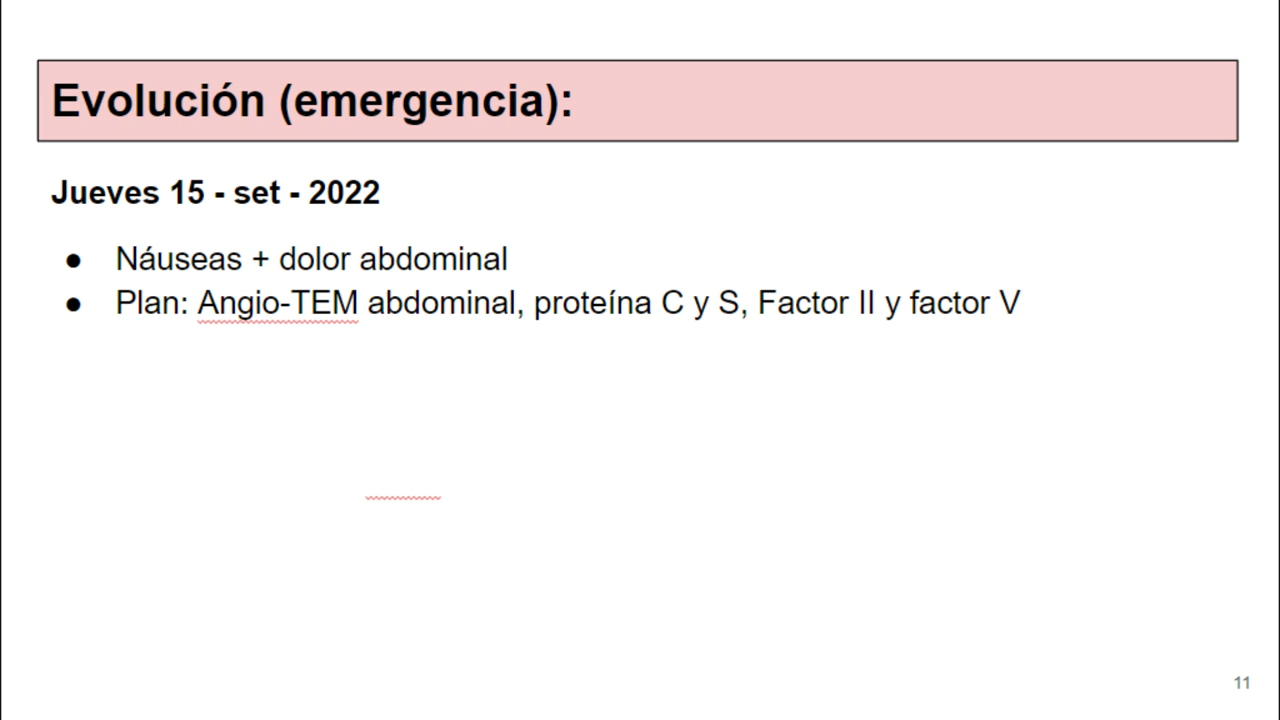 Evolución (emergencia):
Jueves 15 - set - 2022
● Náuseas + dolor abdominal
● Plan: Angio-TEM abdominal, proteína C y S, Factor II y factor V
11